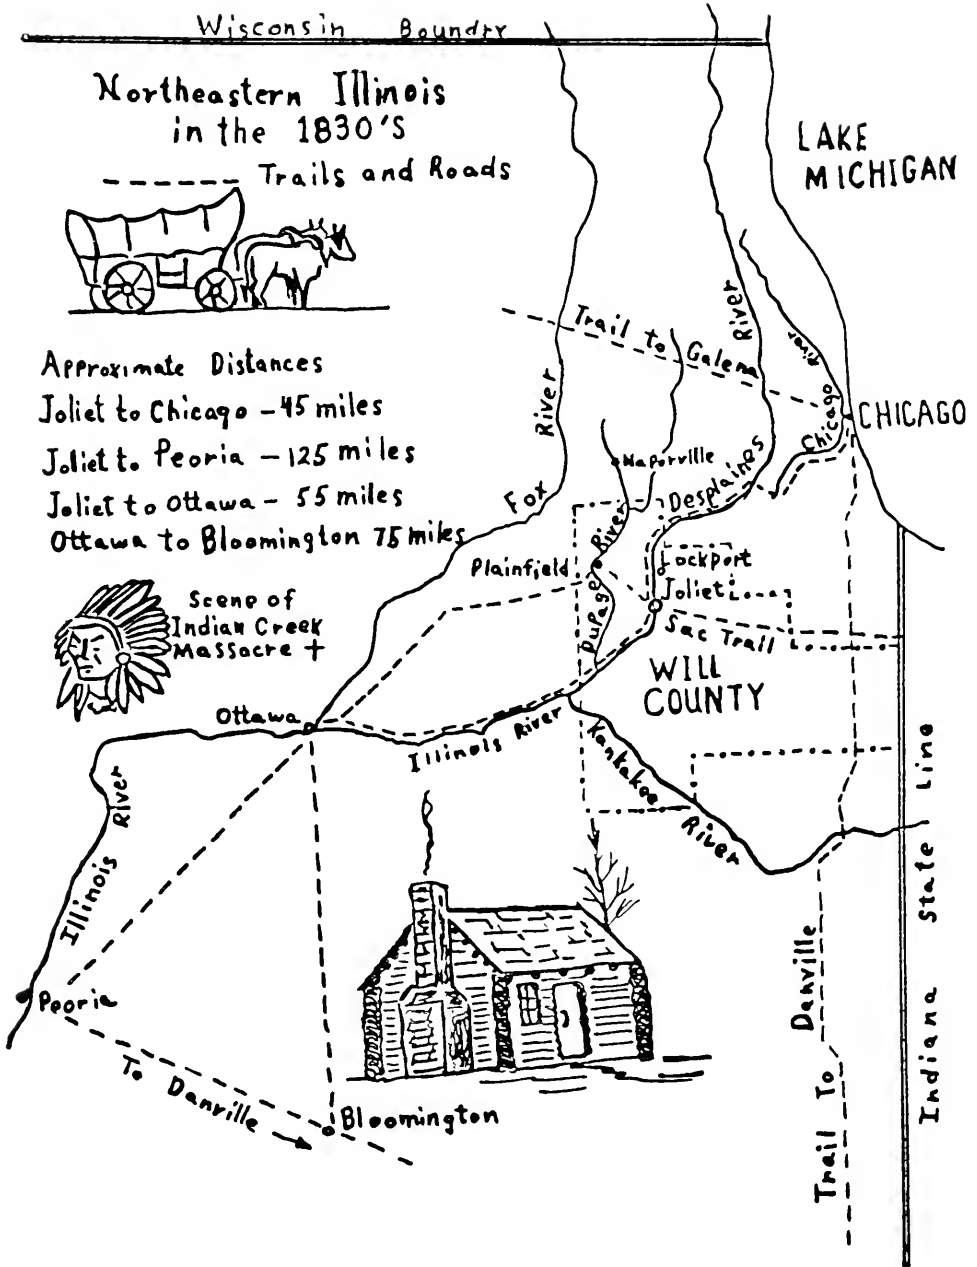 Wisconsin Boundry
Northeastern Illinois
in the 1830's
Trails and Roads
LAKE
MICHIGAN
Approximate Distances
Joliet to Chicago - 45 miles
Joliet to Peoria - 125 miles
Joliet to Ottawa - 55 miles
Ottawa to Bloomington 75 miles
Trail to Galena
River
River
Chicago
CHICAGO
Fox River
Naporville
Desplaines
DuPage River
Plainfield
Lockport
Joliet
Sac Trail
Scene of
Indian Creek
Massacre +
WILL
COUNTY
Ottawa
Illinois River
Kankakee River
Illinois River
Peoria
To Danville
Bloomington
Trail To Danville
Indiana State Line